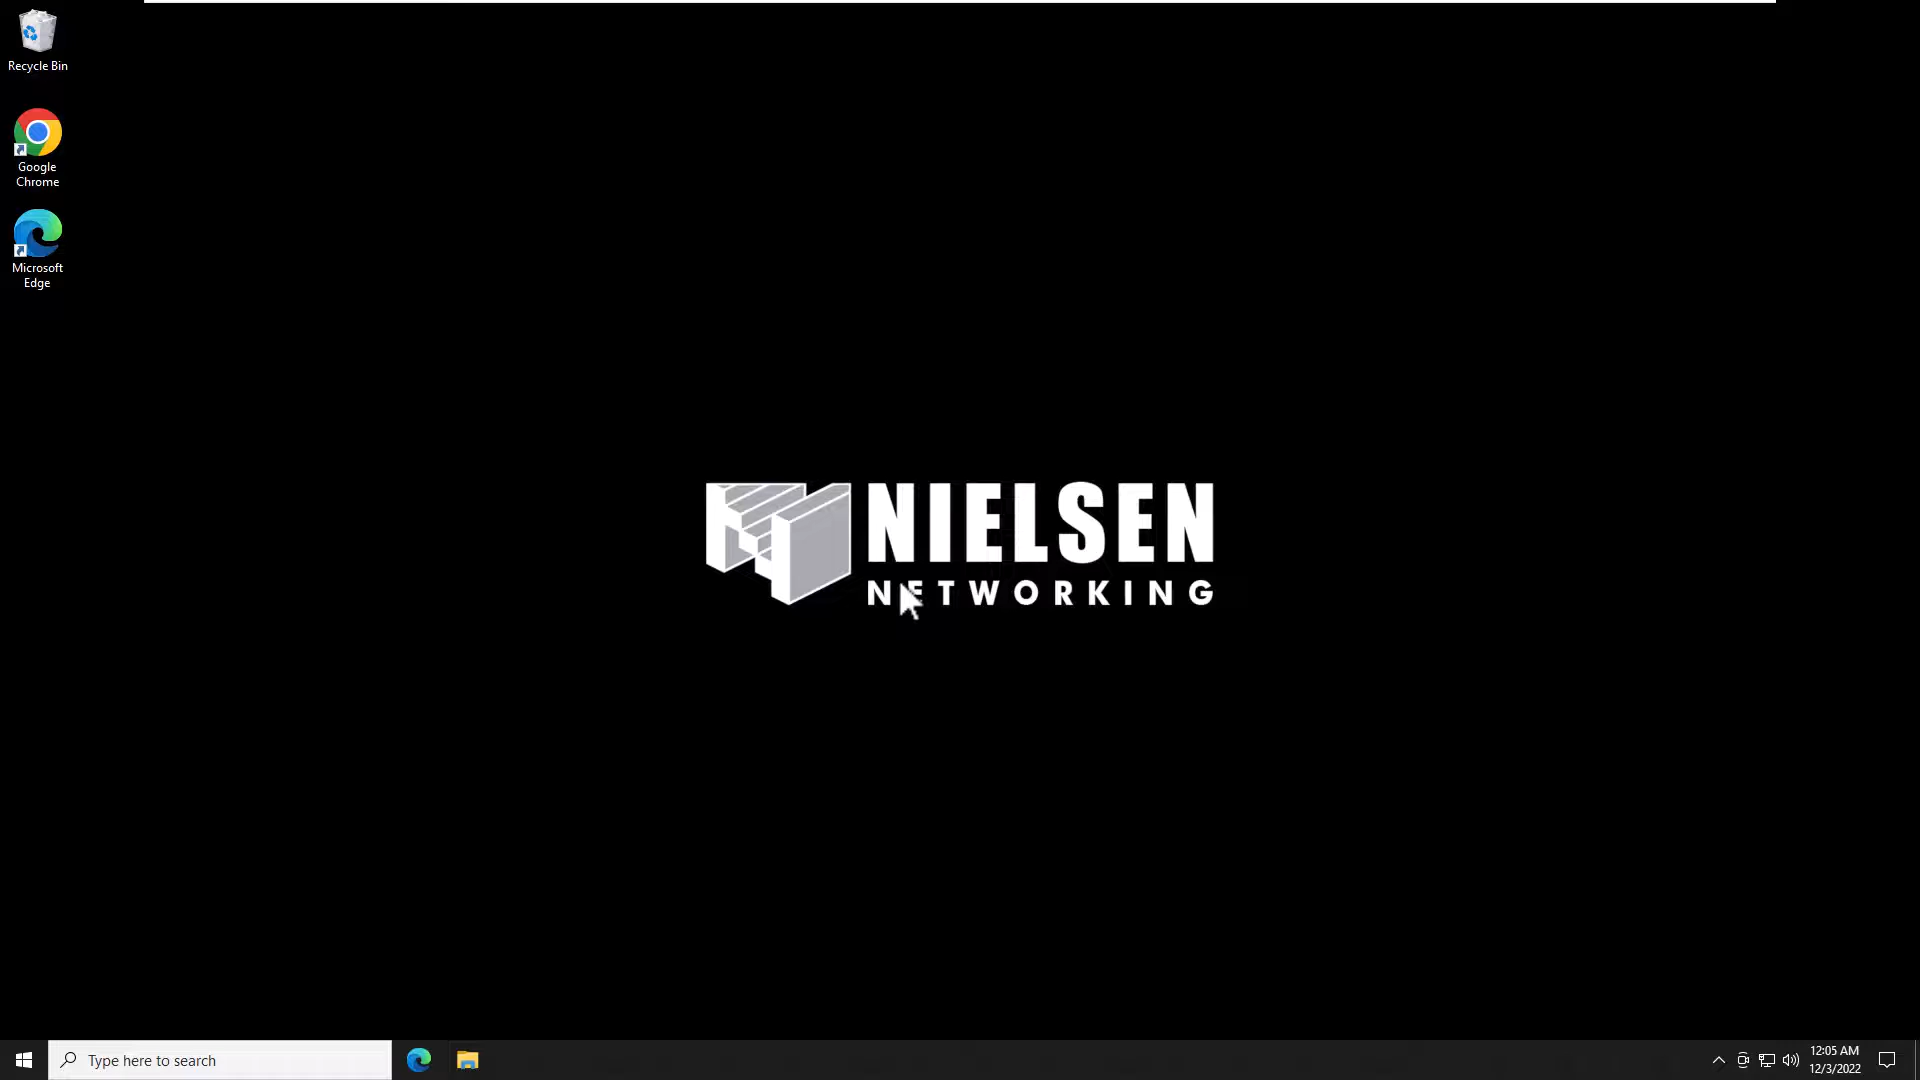 Recycle Bin
Google
Chrome
Microsoft
Edge
NIELSEN
NETWORKING
Type here to search
12:05 AM
12/3/2022